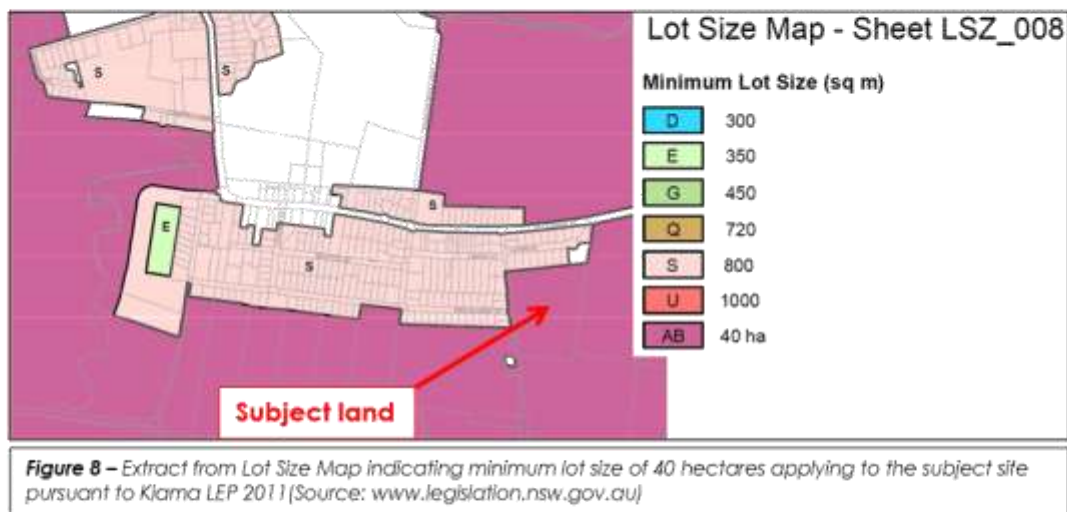 Lot Size Map - Sheet LSZ_008
Minimum Lot Size (sq m)
D 300
E 350
G 450
Q 720
S 800
U 1000
AB 40 ha
S
S
S
E
S
Subject land
Figure 8 – Extract from Lot Size Map indicating minimum lot size of 40 hectares applying to the subject site
pursuant to Kiama LEP 2011(Source: www.legislation.nsw.gov.au)